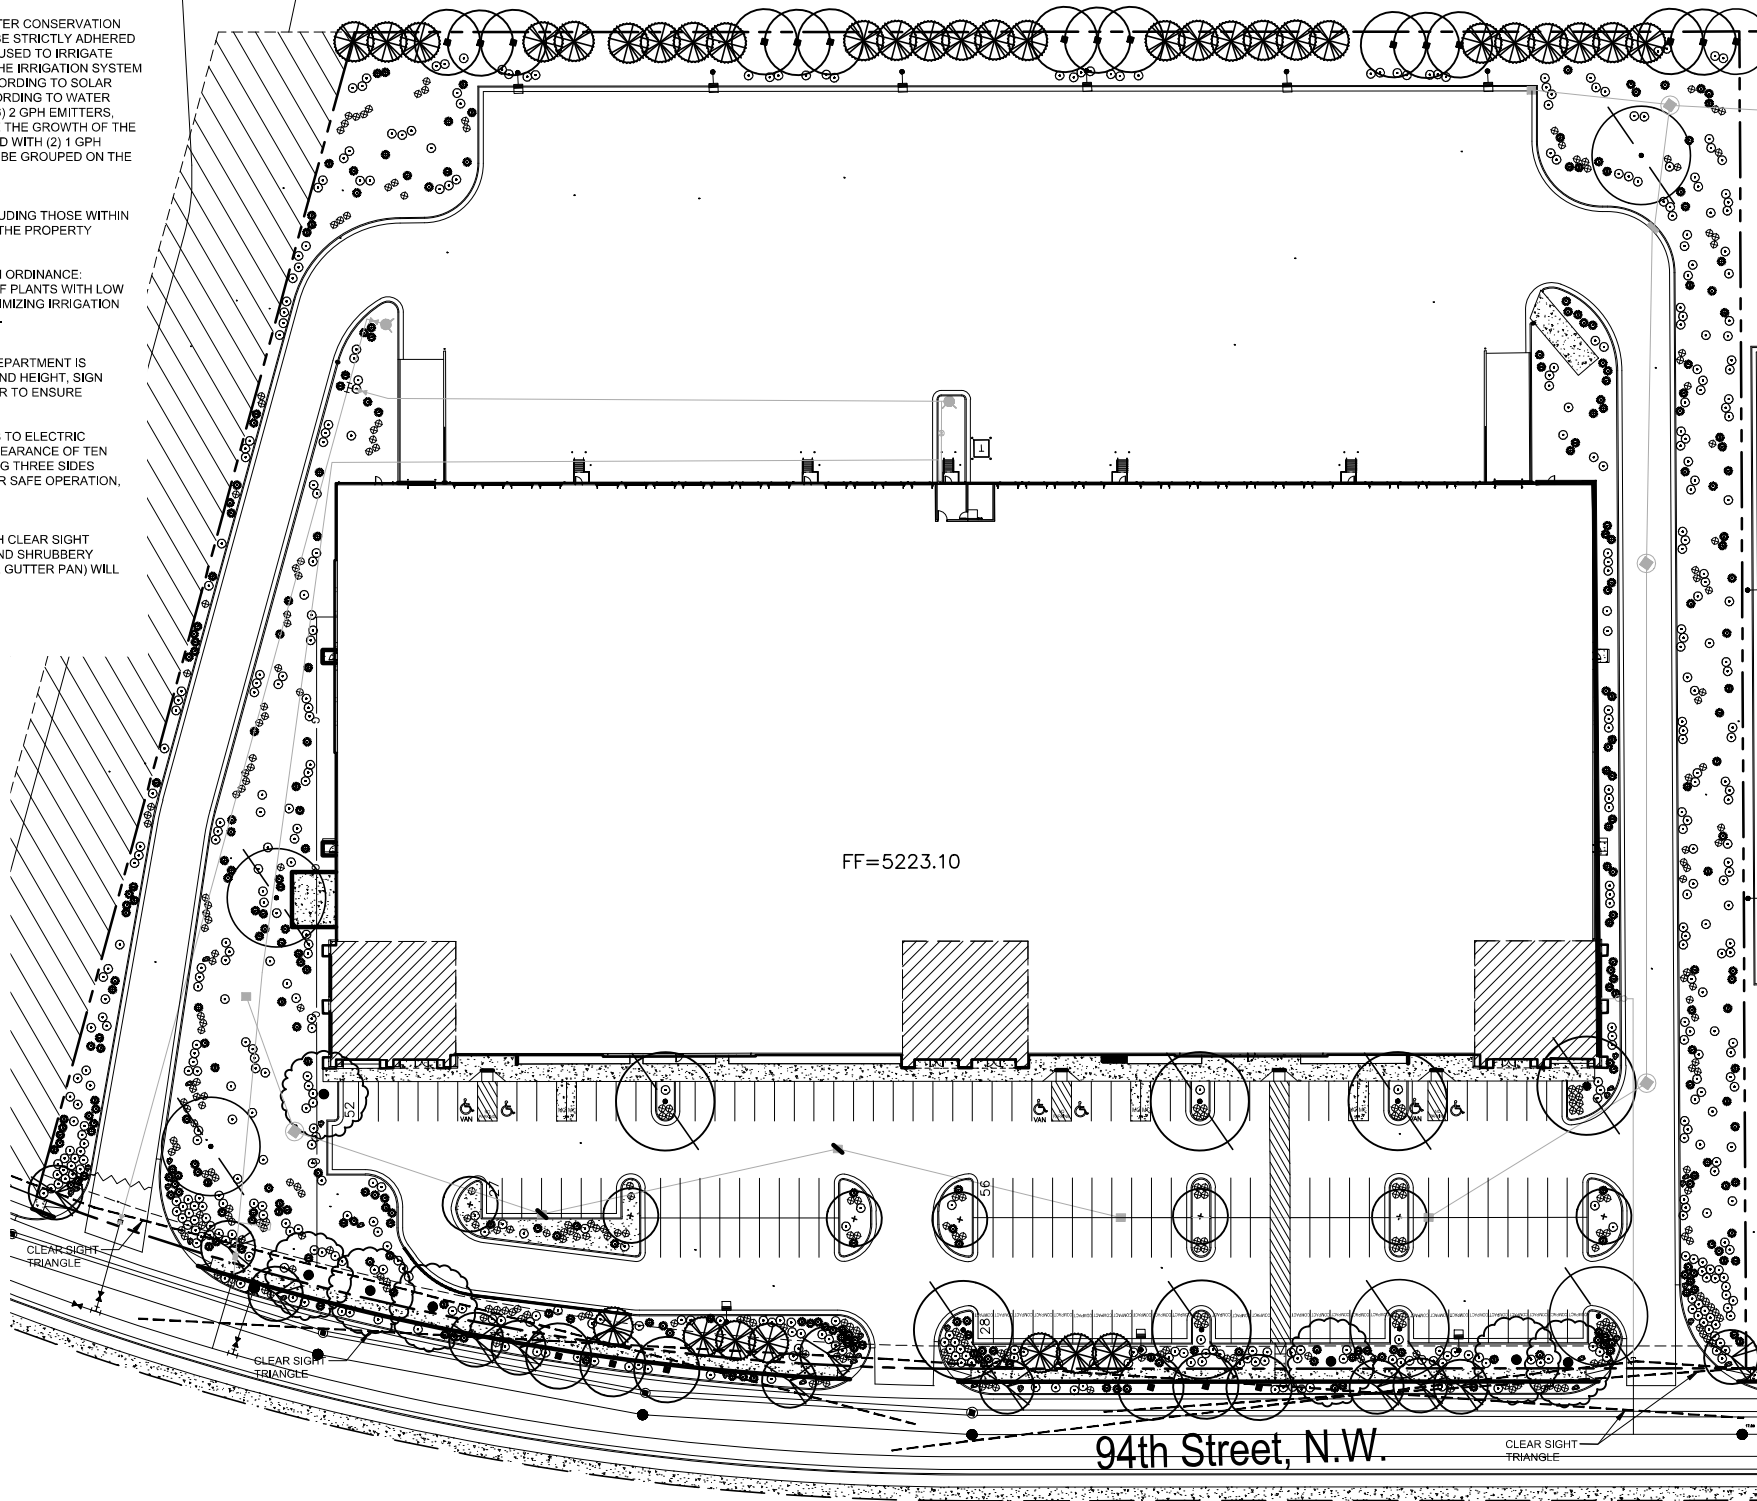 TER CONSERVATION
BE STRICTLY ADHERED
USED TO IRRIGATE
HE IRRIGATION SYSTEM
ORDING TO SOLAR
ORDING TO WATER
) 2 GPH EMITTERS,
THE GROWTH OF THE
D WITH (2) 1 GPH
BE GROUPED ON THE
UDING THOSE WITHIN
THE PROPERTY
ORDINANCE:
F PLANTS WITH LOW
IMIZING IRRIGATION
EPARTMENT IS
ND HEIGHT, SIGN
R TO ENSURE
TO ELECTRIC
EARANCE OF TEN
G THREE SIDES
R SAFE OPERATION,
H CLEAR SIGHT
ND SHRUBBERY
GUTTER PAN) WILL
FF=5223.10
52
VAN
VAN
VAN
27
56
28
CLEAR SIGHT
TRIANGLE
CLEAR SIGHT
TRIANGLE
94th Street, N.W.
CLEAR SIGHT
TRIANGLE